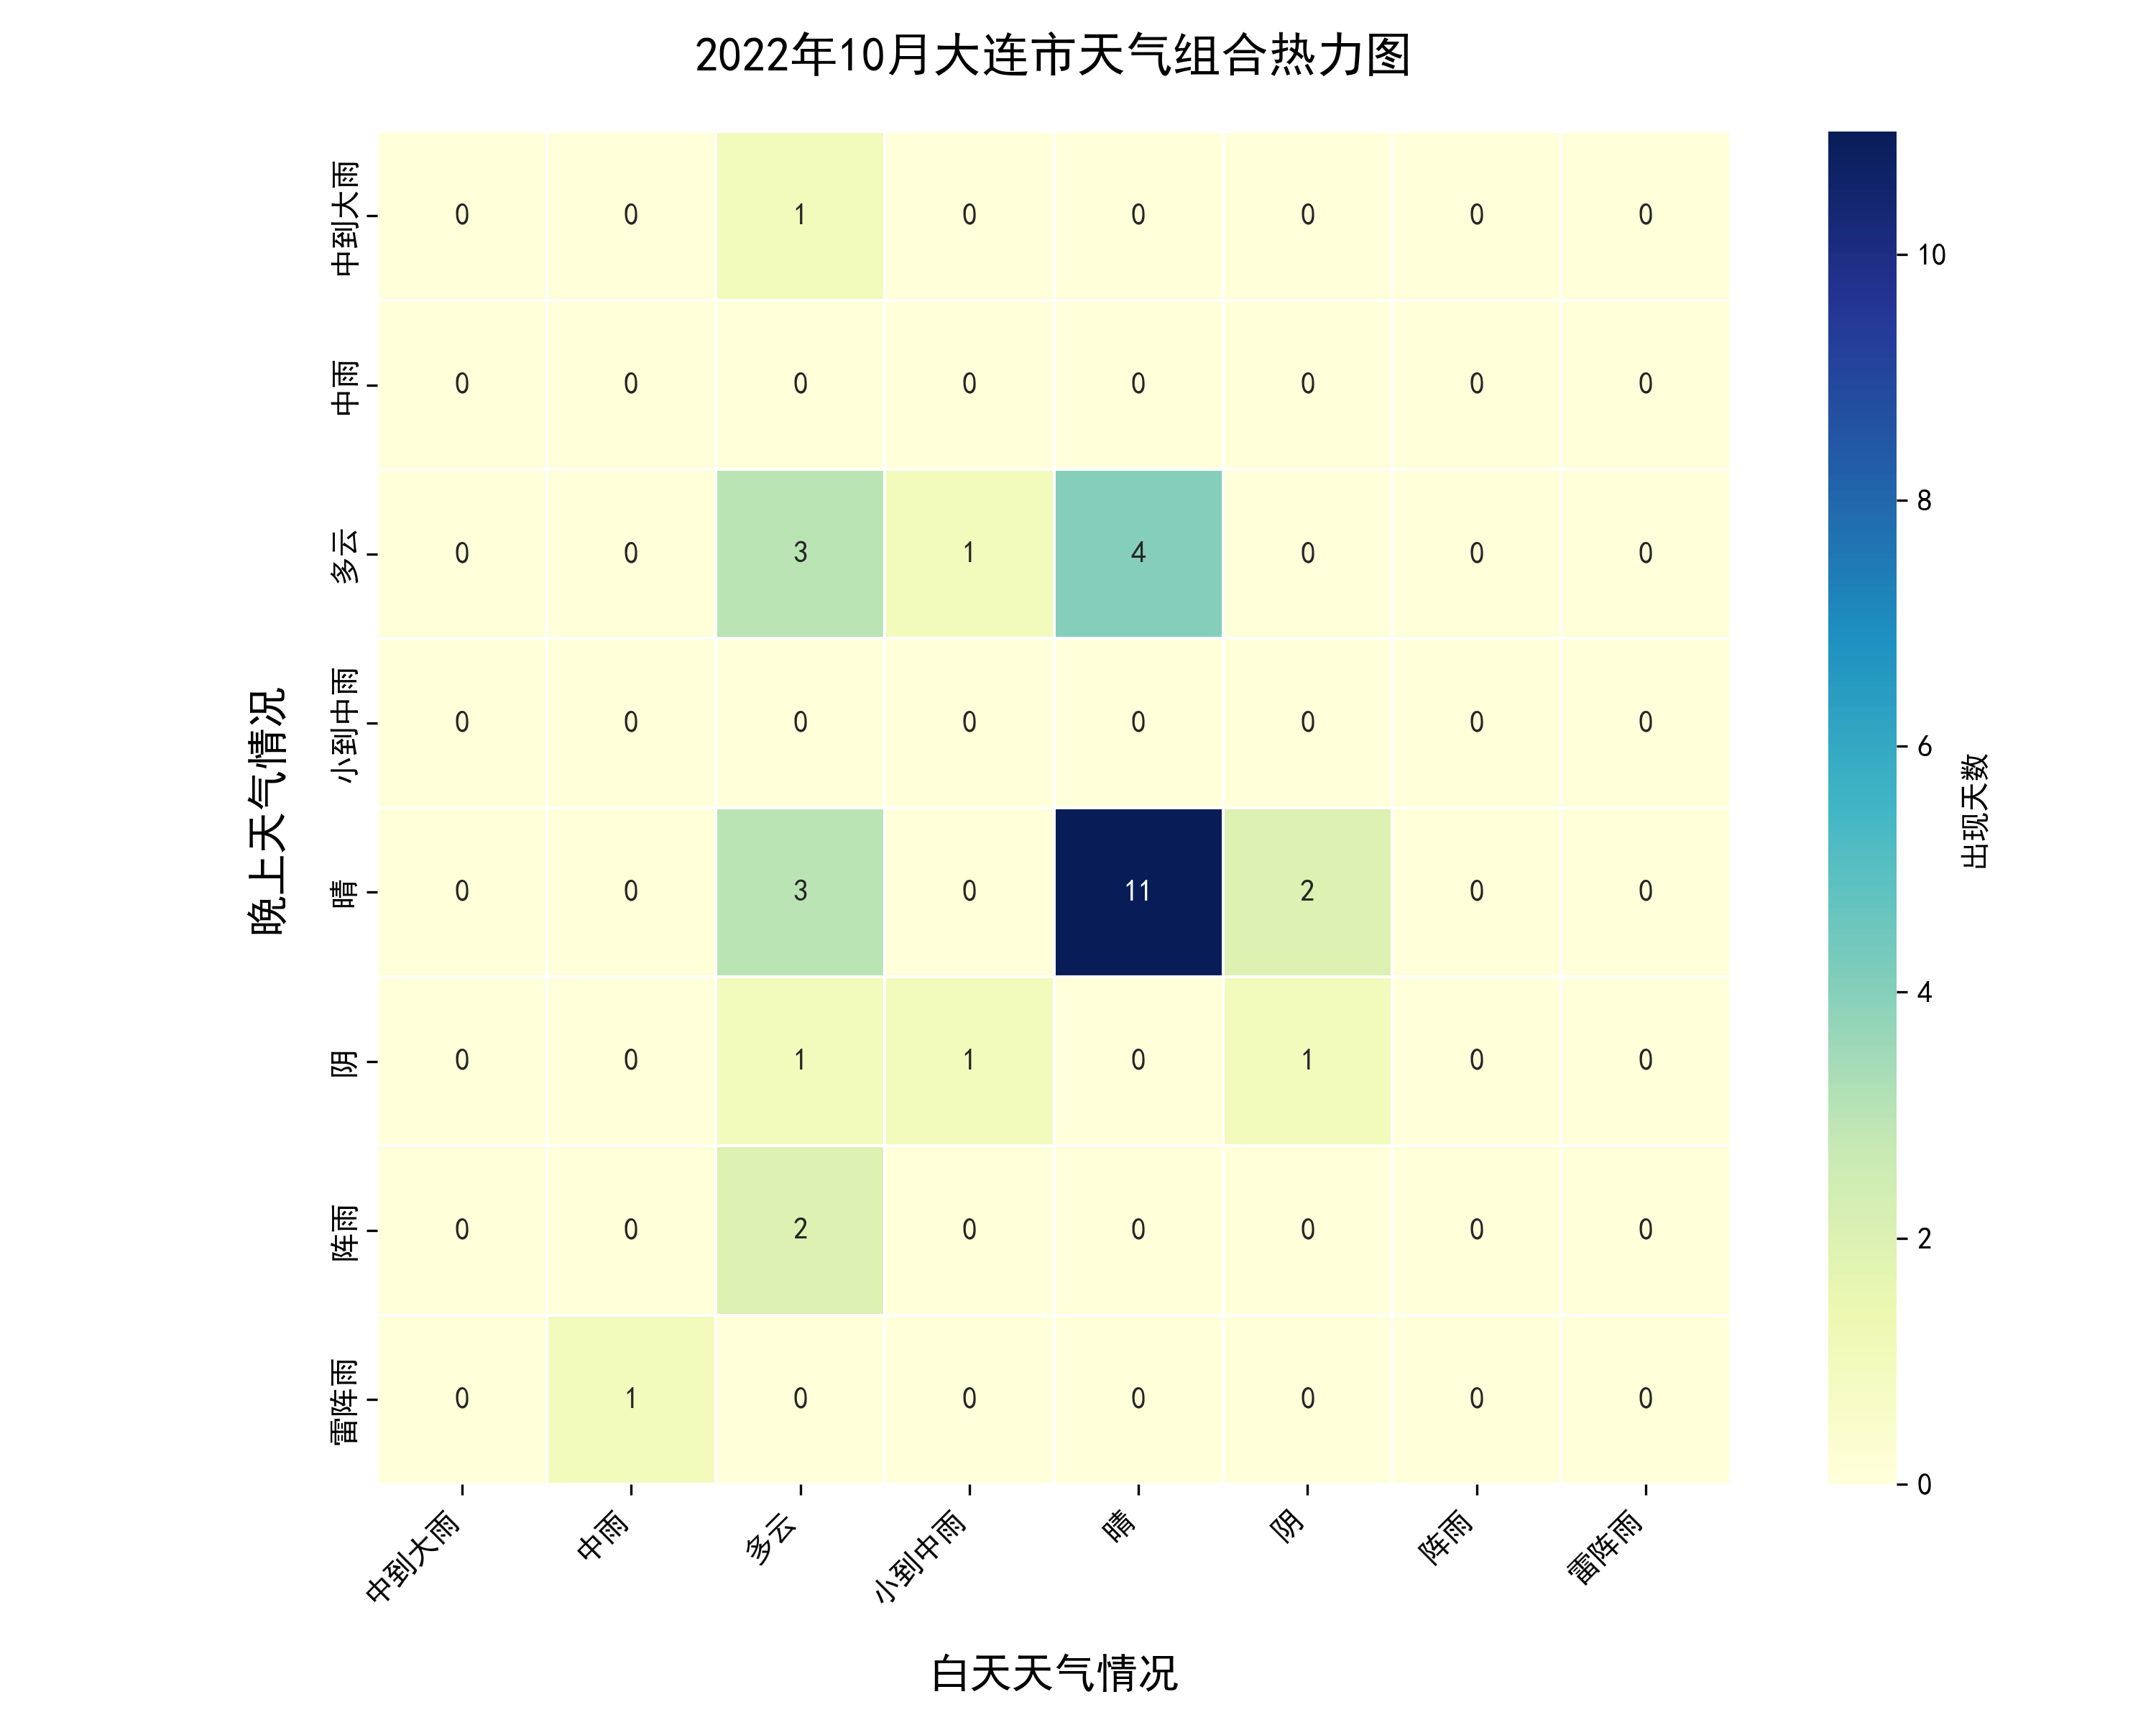 2022年10月大连市天气组合热力图
晚上天气情况
中到大雨 0 0 1 0 0 0 0 0
中雨 0 0 0 0 0 0 0 0
多云 0 0 3 1 4 0 0 0
小到中雨 0 0 0 0 0 0 0 0
晴 0 0 3 0 11 2 0 0
阴 0 0 1 1 0 1 0 0
阵雨 0 0 2 0 0 0 0 0
雷阵雨 0 1 0 0 0 0 0 0
中到大雨 中雨 多云 小到中雨 晴 阴 阵雨 雷阵雨
白天天气情况
10
8
6
4
2
0
出现天数